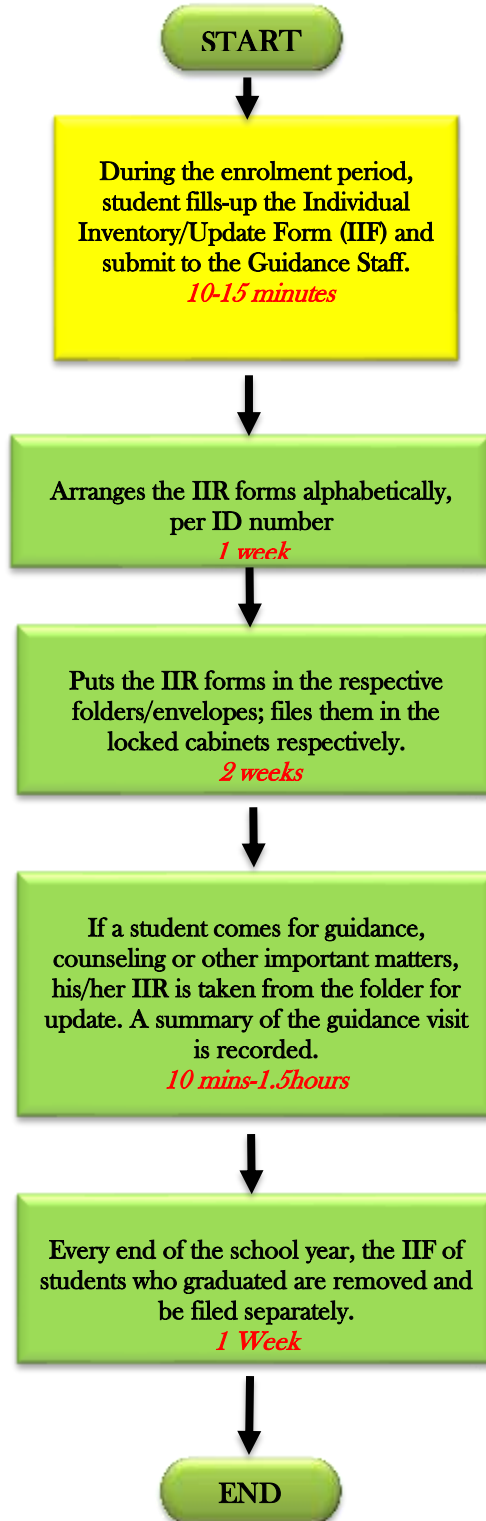 START
During the enrolment period,
student fills-up the Individual
Inventory/Update Form (IIF) and
submit to the Guidance Staff.
10-15 minutes
Arranges the IIR forms alphabetically,
per ID number
1 week
Puts the IIR forms in the respective
folders/envelopes; files them in the
locked cabinets respectively.
2 weeks
If a student comes for guidance,
counseling or other important matters,
his/her IIR is taken from the folder for
update. A summary of the guidance visit
is recorded.
10 mins-1.5hours
Every end of the school year, the IIF of
students who graduated are removed and
be filed separately.
1 Week
END